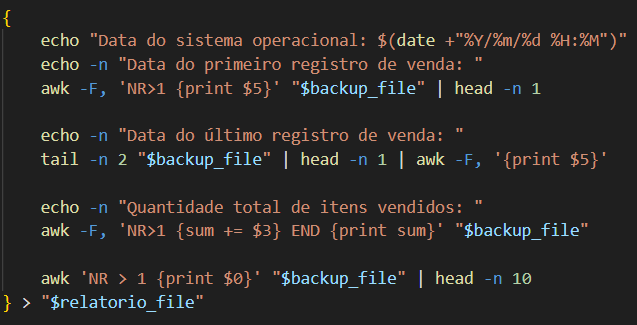 {
echo "Data do sistema operacional: $(date +"%Y/%m/%d %H:%M")"
echo -n "Data do primeiro registro de venda: "
awk -F, 'NR>1 {print $5}' "$backup_file" | head -n 1
echo -n "Data do último registro de venda: "
tail -n 2 "$backup_file" | head -n 1 | awk -F, '{print $5}'
echo -n "Quantidade total de itens vendidos: "
awk -F, 'NR>1 {sum += $3} END {print sum}' "$backup_file"
awk 'NR > 1 {print $0}' "$backup_file" | head -n 10
} > "$relatorio_file"